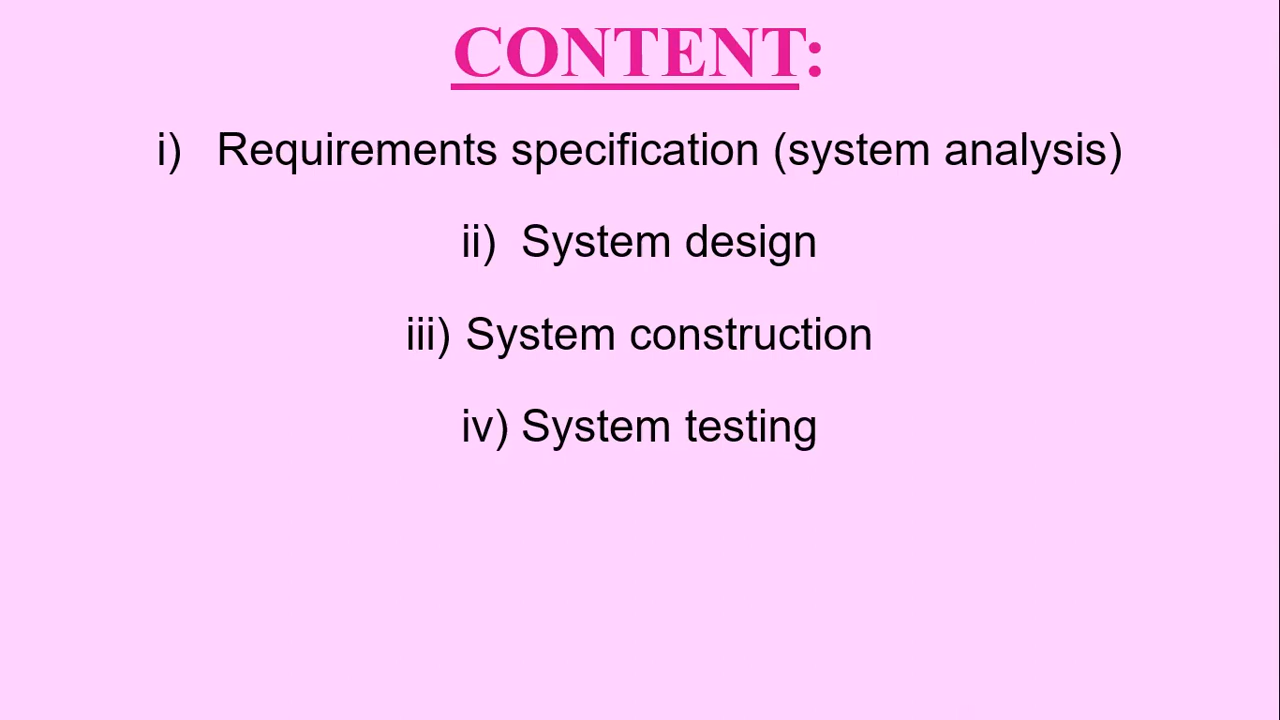 CONTENT:
i) Requirements specification (system analysis)
ii) System design
iii) System construction
iv) System testing